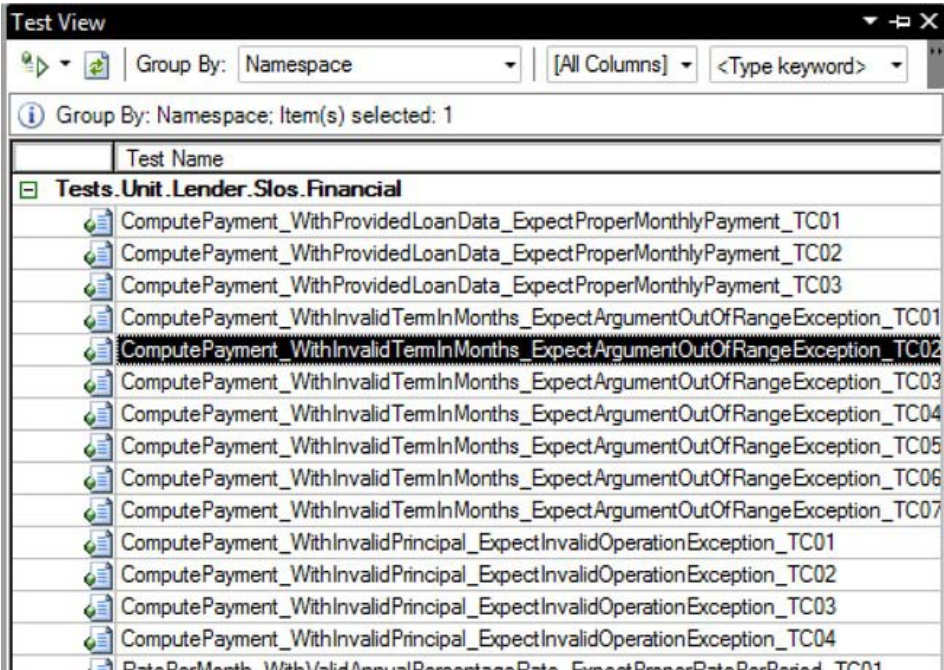 Test View
Group By: Namespace [All Columns] <Type keyword>
Group By: Namespace; Item(s) selected: 1
Test Name
Tests.Unit.Lender.Slos.Financial
ComputePayment_WithProvidedLoanData_ExpectProperMonthlyPayment_TC01
ComputePayment_WithProvidedLoanData_ExpectProperMonthlyPayment_TC02
ComputePayment_WithProvidedLoanData_ExpectProperMonthlyPayment_TC03
ComputePayment_WithInvalidTermInMonths_ExpectArgumentOutOfRangeException_TC01
ComputePayment_WithInvalidTermInMonths_ExpectArgumentOutOfRangeException_TC02
ComputePayment_WithInvalidTermInMonths_ExpectArgumentOutOfRangeException_TC03
ComputePayment_WithInvalidTermInMonths_ExpectArgumentOutOfRangeException_TC04
ComputePayment_WithInvalidTermInMonths_ExpectArgumentOutOfRangeException_TC05
ComputePayment_WithInvalidTermInMonths_ExpectArgumentOutOfRangeException_TC06
ComputePayment_WithInvalidTermInMonths_ExpectArgumentOutOfRangeException_TC07
ComputePayment_WithInvalidPrincipal_ExpectInvalidOperationException_TC01
ComputePayment_WithInvalidPrincipal_ExpectInvalidOperationException_TC02
ComputePayment_WithInvalidPrincipal_ExpectInvalidOperationException_TC03
ComputePayment_WithInvalidPrincipal_ExpectInvalidOperationException_TC04
RatePerMonth_WithValidAnnualPercentageRate_ExpectProperRatePerPeriod_TC01